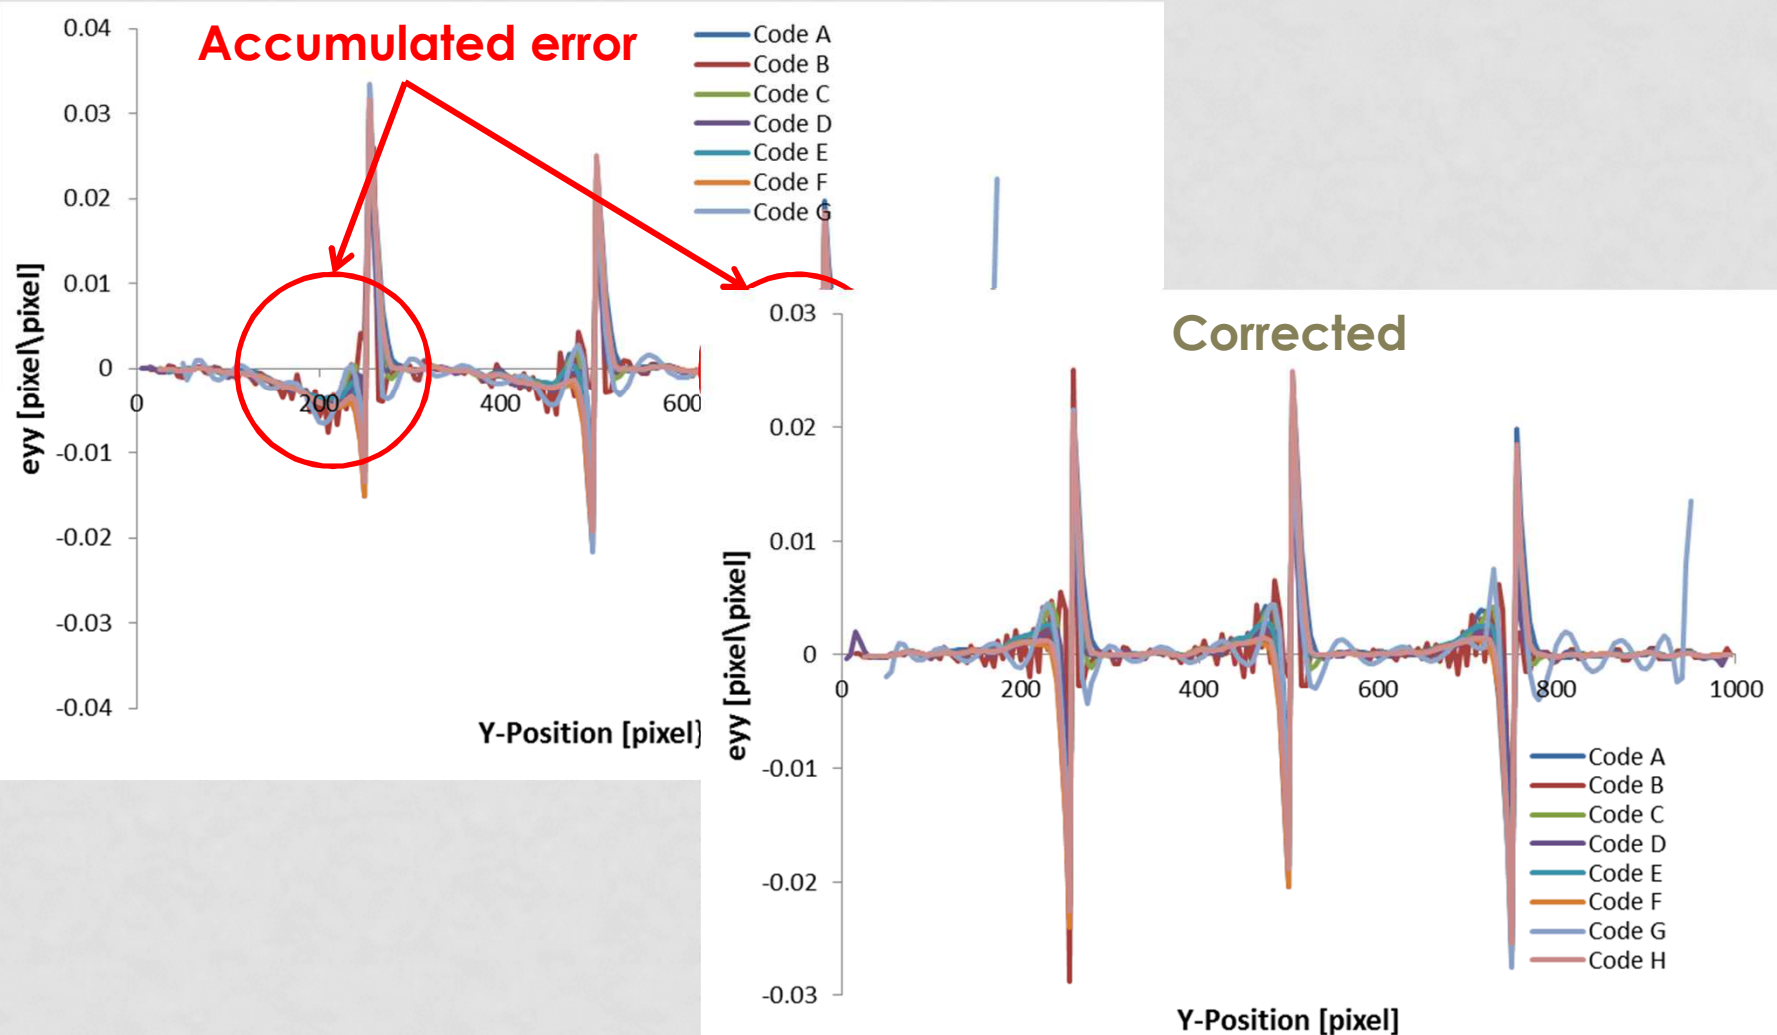 Accumulated error
0.04
0.03
0.02
0.01
0
-0.01
-0.02
-0.03
-0.04
0
200
400
600
eyy [pixel\pixel]
Y-Position [pixel]
Code A
Code B
Code C
Code D
Code E
Code F
Code G
Corrected
0.03
0.02
0.01
0
-0.01
-0.02
-0.03
0
200
400
600
800
1000
eyy [pixel\pixel]
Y-Position [pixel]
Code A
Code B
Code C
Code D
Code E
Code F
Code G
Code H